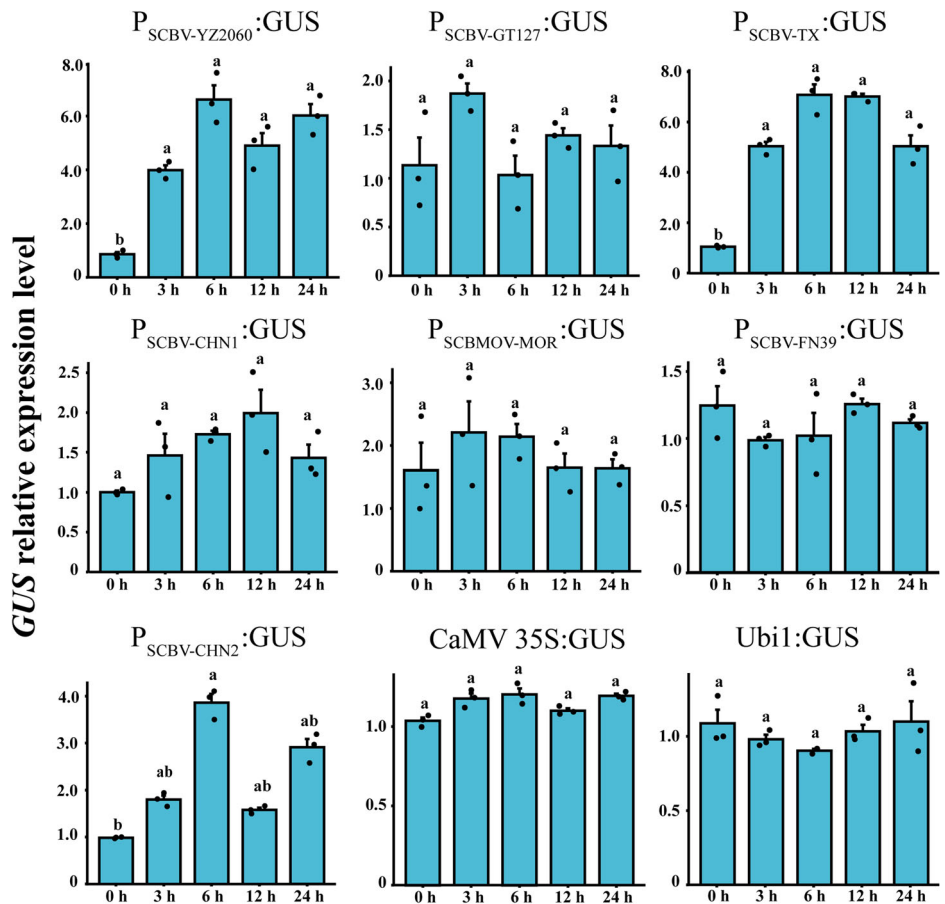 GUS relative expression level
P SCBV-YZ2060:GUS
8.0
6.0
4.0
2.0
0
b
a
a
a
a
0 h 3 h 6 h 12 h 24 h
P SCBV-GT127:GUS
2.0
1.5
1.0
0.5
0
a
a
a
a
a
0 h 3 h 6 h 12 h 24 h
P SCBV-TX:GUS
8.0
6.0
4.0
2.0
0
b
a
a
a
a
0 h 3 h 6 h 12 h 24 h
P SCBV-CHN1:GUS
2.5
2.0
1.5
1.0
0.5
0
a
a
a
a
a
0 h 3 h 6 h 12 h 24 h
P SCBMOV-MOR:GUS
3.0
2.0
1.0
0
a
a
a
a
a
0 h 3 h 6 h 12 h 24 h
P SCBV-FN39:GUS
1.5
1.0
0.5
0
a
a
a
a
a
0 h 3 h 6 h 12 h 24 h
P SCBV-CHN2:GUS
4.0
3.0
2.0
1.0
0
b
ab
a
ab
ab
0 h 3 h 6 h 12 h 24 h
CaMV 35S:GUS
1.0
0.5
0
a
a
a
a
a
0 h 3 h 6 h 12 h 24 h
Ubi1:GUS
1.0
0.5
0
a
a
a
a
a
0 h 3 h 6 h 12 h 24 h